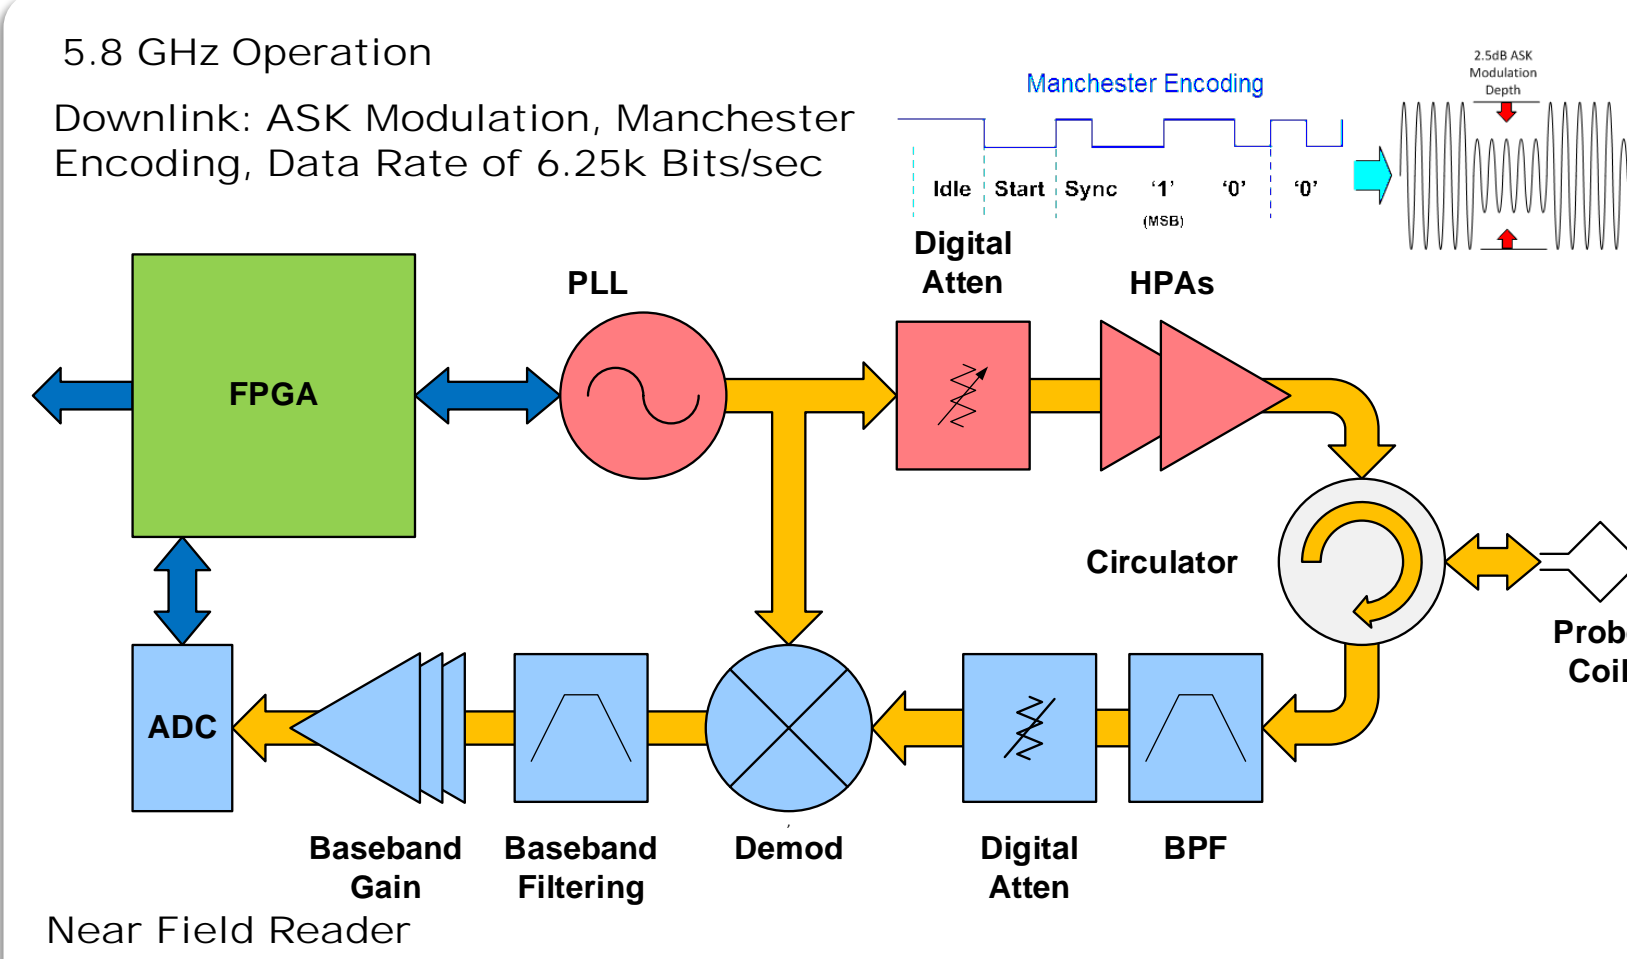 5.8 GHz Operation
Downlink: ASK Modulation, Manchester
Encoding, Data Rate of 6.25k Bits/sec
Manchester Encoding
Idle Start Sync ‘1’ ‘0’ ‘0’
(MSB)
2.5dB ASK
Modulation
Depth
Digital
Atten
HPAs
PLL
FPGA
Circulator
Coil
ADC
Baseband
Gain
Baseband
Filtering
Demod
Digital
Atten
BPF
Near Field Reader